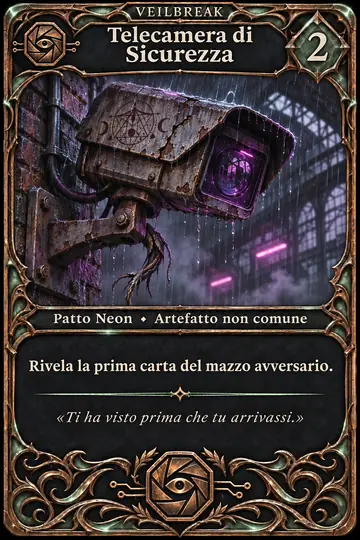 VEILBREAK
Telecamera di
Sicurezza
2
Patto Neon • Artefatto non comune
Rivela la prima carta del mazzo avversario.
«Ti ha visto prima che tu arrivassi.»